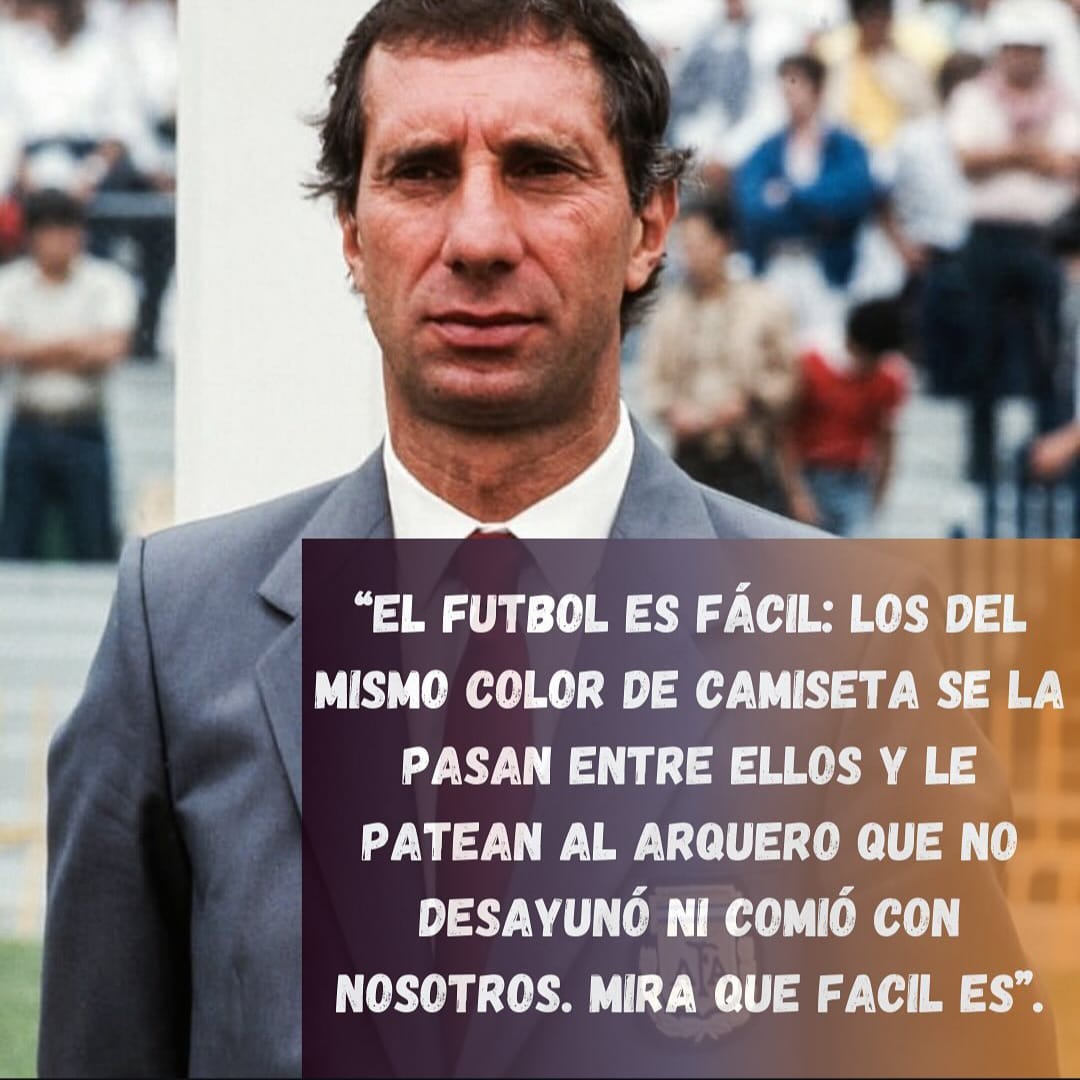 “EL FUTBOL ES FÁCIL: LOS DEL
MISMO COLOR DE CAMISETA SE LA
PASAN ENTRE ELLOS Y LE
PATEAN AL ARQUERO QUE NO
DESAYUNÓ NI COMIÓ CON
NOSOTROS. MIRA QUE FACIL ES”.
AFA